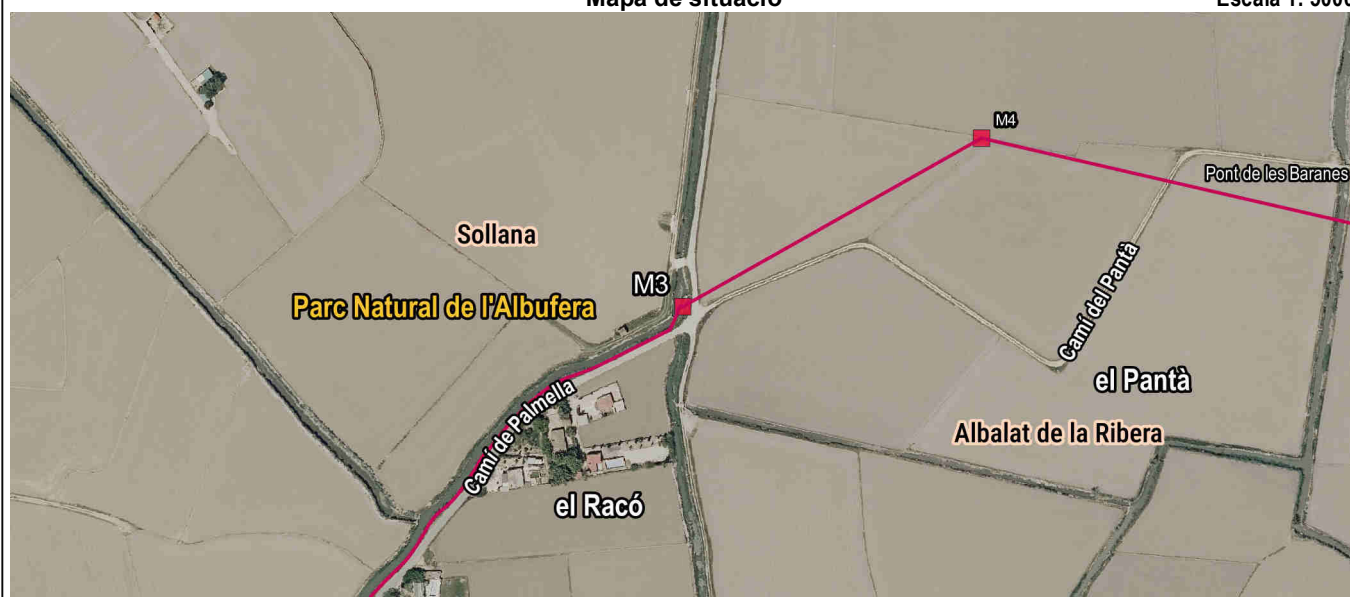 Mapa de situació
Escala 1: 5000
M4
Pont de les Baranes
Sollana
M3
Parc Natural de l'Albufera
Camí del Pantà
el Pantà
Camí de Palmella
Albalat de la Ribera
el Racó